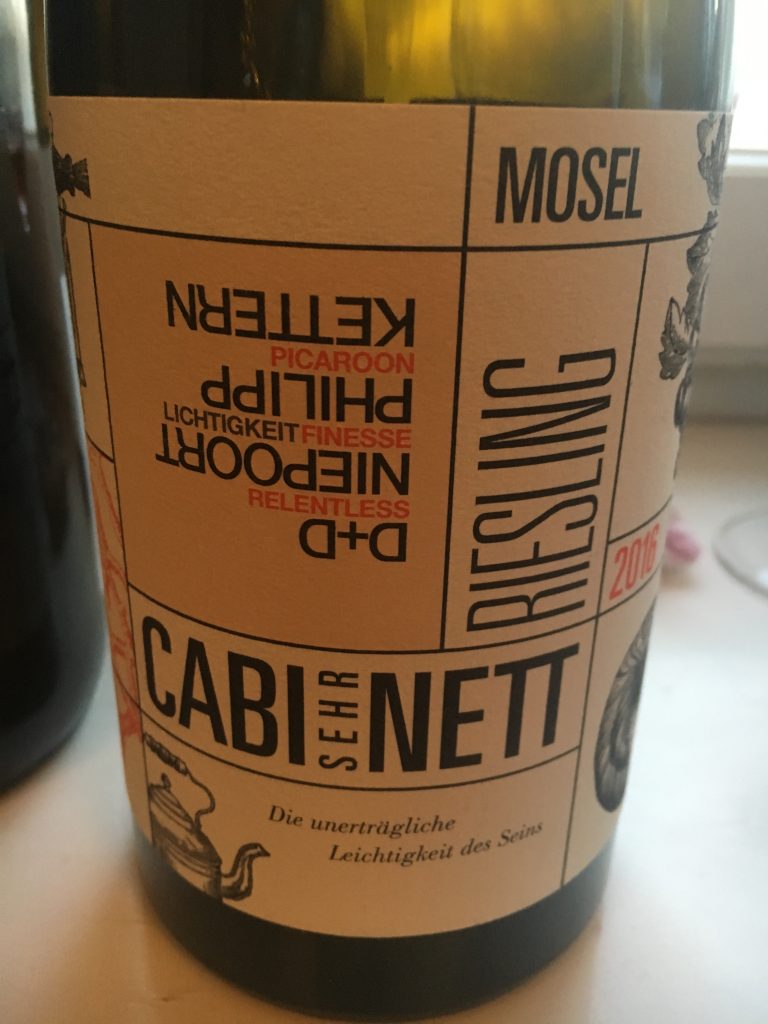 MOSEL
KETTERN
PICAROON
PHILIPP
LICHTIGKEIT FINESSE
NIEPOORT
RELENTLESS
D+D
RIESLING
2016
CABI SEHR NETT
Die unerträgliche
Leichtigkeit des Seins